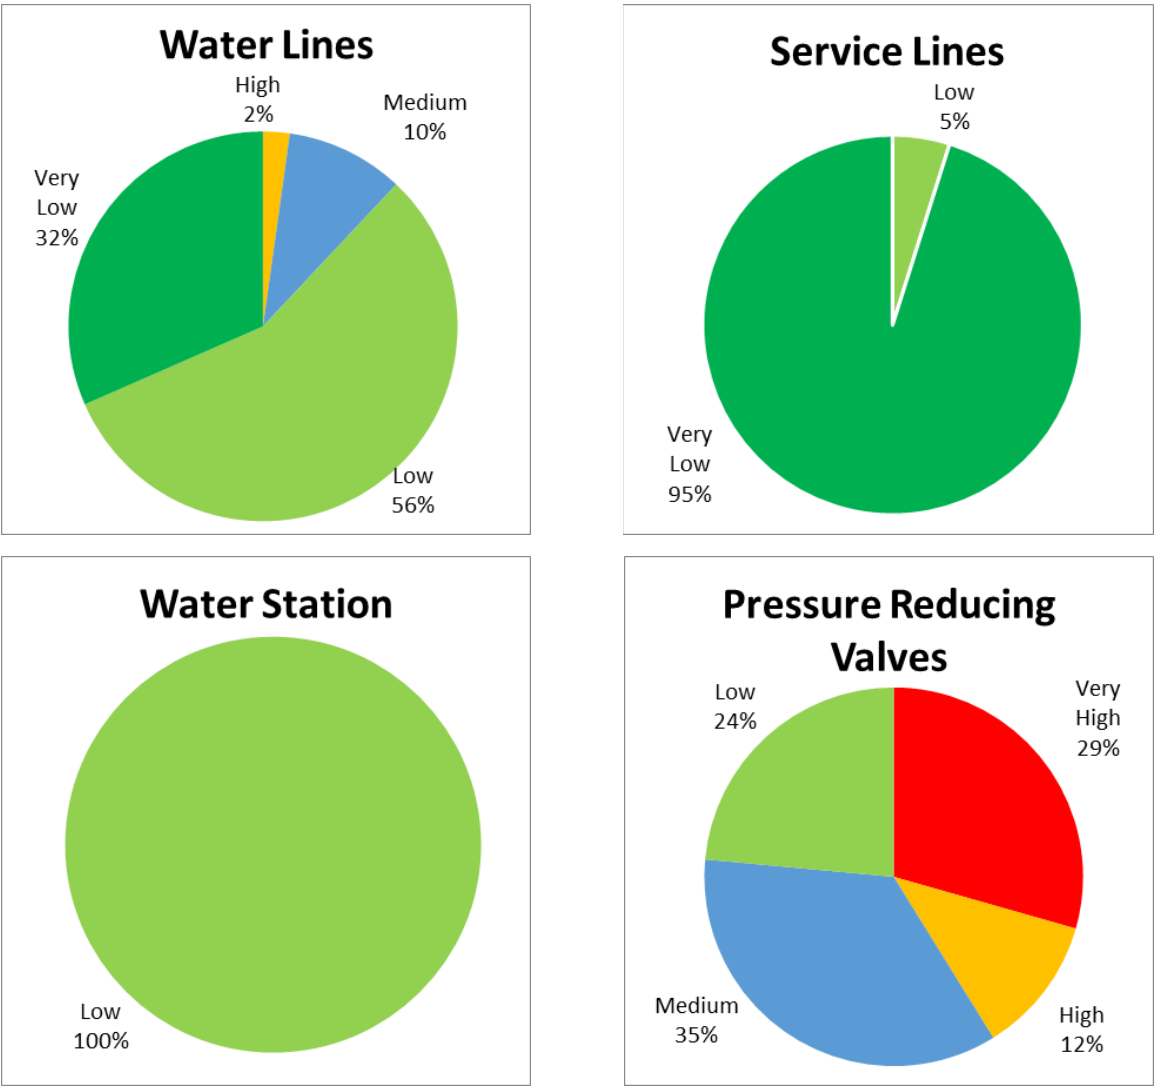 Water Lines
High
2%
Medium
10%
Very
Low
32%
Low
56%
Service Lines
Low
5%
Very
Low
95%
Water Station
Low
100%
Pressure Reducing
Valves
Low
24%
Very
High
29%
Medium
35%
High
12%